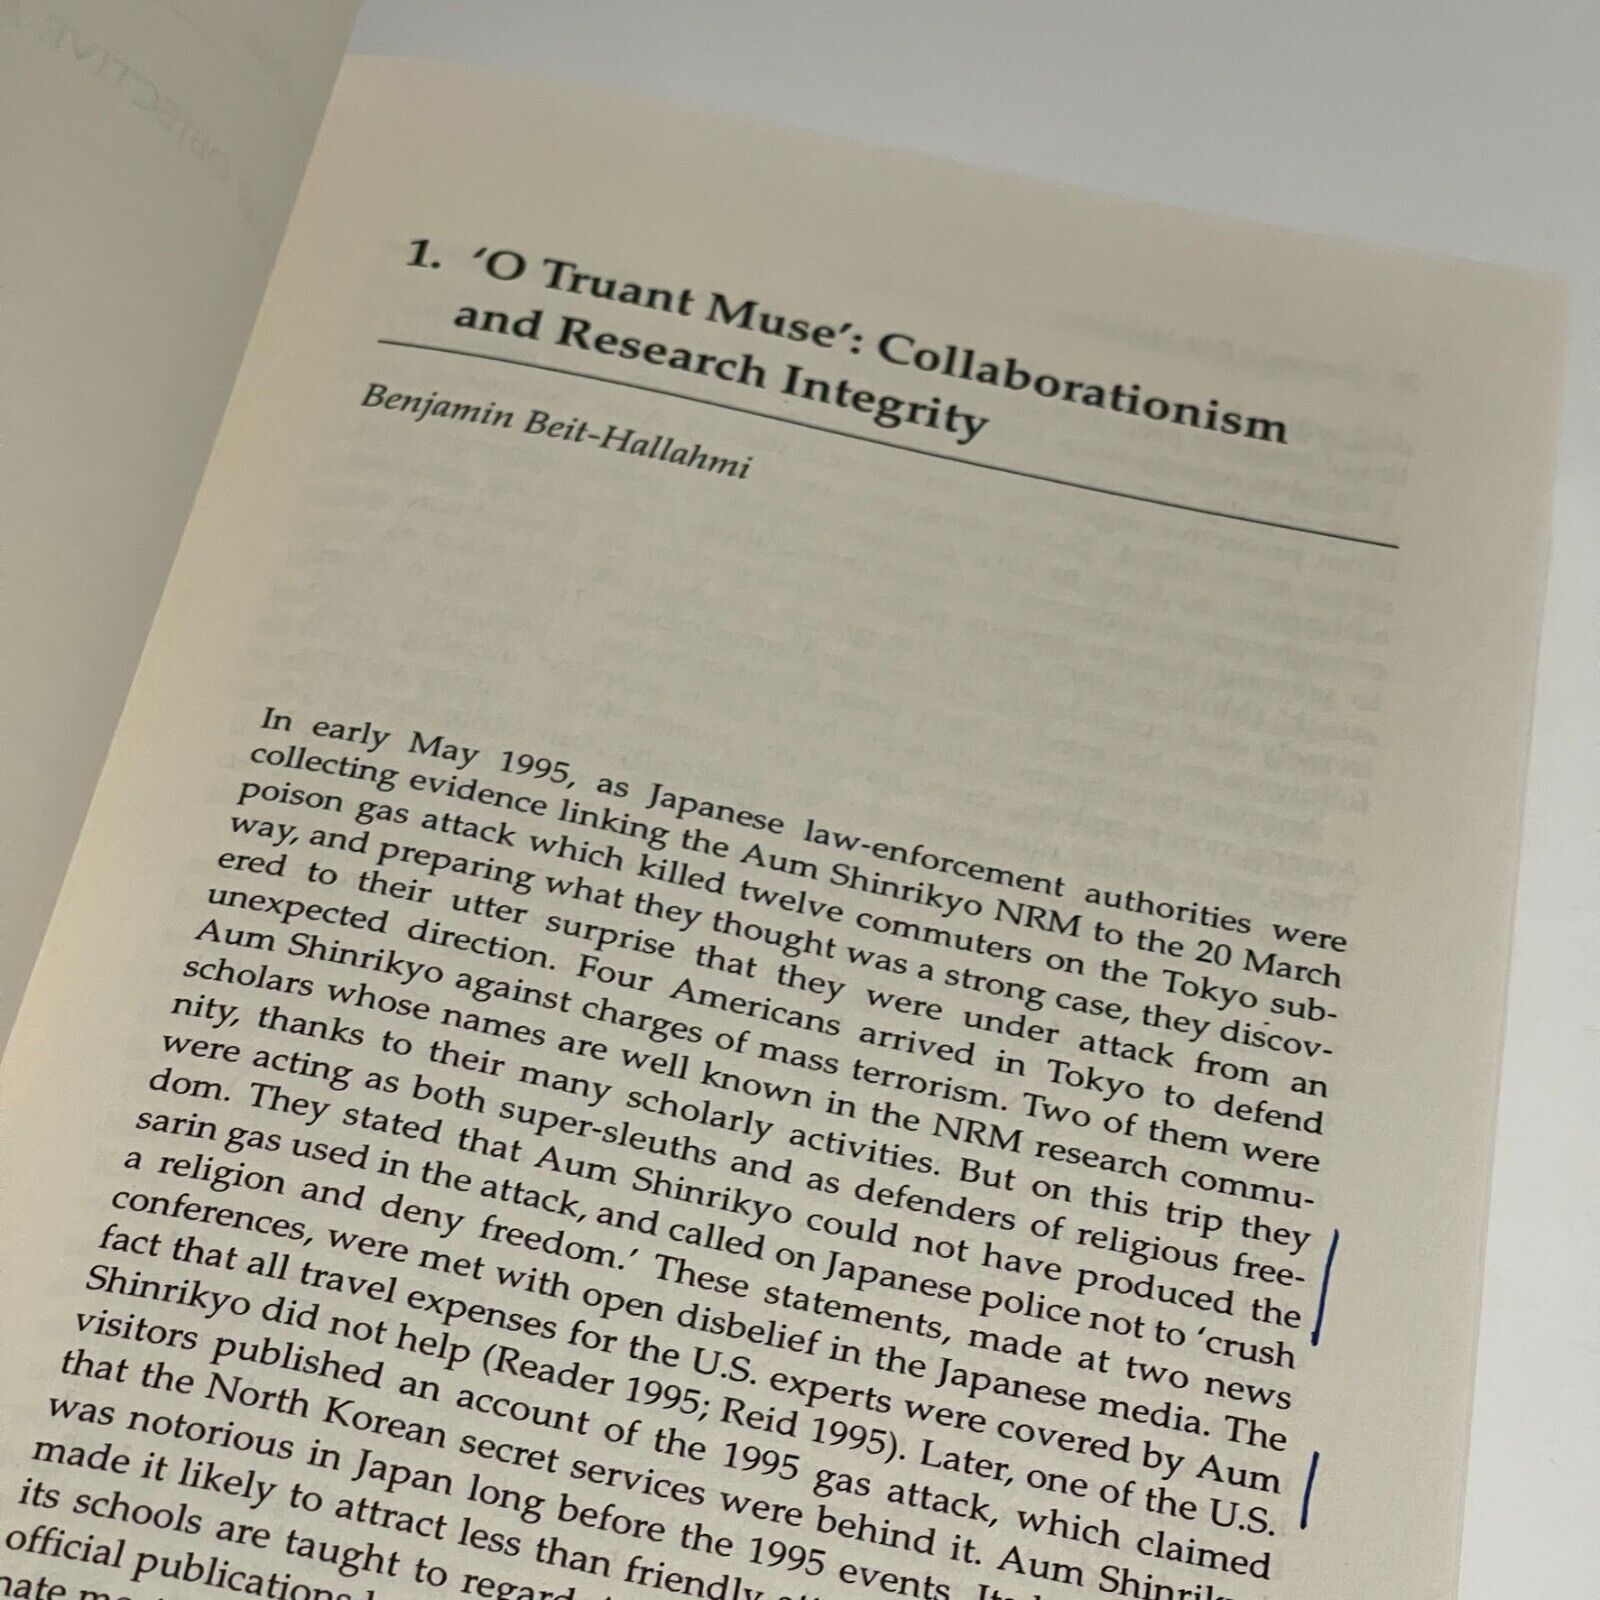 1. 'O Truant Muse': Collaborationism
and Research Integrity
Benjamin Beit-Hallahmi
In early May 1995, as Japanese law-enforcement authorities were
collecting evidence linking the Aum Shinrikyo NRM to the 20 March
poison gas attack which killed twelve commuters on the Tokyo sub-
way, and preparing what they thought was a strong case, they discov-
ered to their utter surprise that they were under attack from an
unexpected direction. Four Americans arrived in Tokyo to defend
Aum Shinrikyo against charges of mass terrorism. Two of them were
scholars whose names are well known in the NRM research commu-
nity, thanks to their many scholarly activities. But on this trip they
were acting as both super-sleuths and as defenders of religious free-
dom. They stated that Aum Shinrikyo could not have produced the
sarin gas used in the attack, and called on Japanese police not to 'crush
a religion and deny freedom.' These statements, made at two news
conferences, were met with open disbelief in the Japanese media. The
fact that all travel expenses for the U.S. experts were covered by Aum
Shinrikyo did not help (Reader 1995; Reid 1995). Later, one of the U.S.
visitors published an account of the 1995 gas attack, which claimed
that the North Korean secret services were behind it. Aum
was notorious in Japan long before the 1995 events. Its
made it likely to attract less than friendly
its schools are taught to regard
official publications